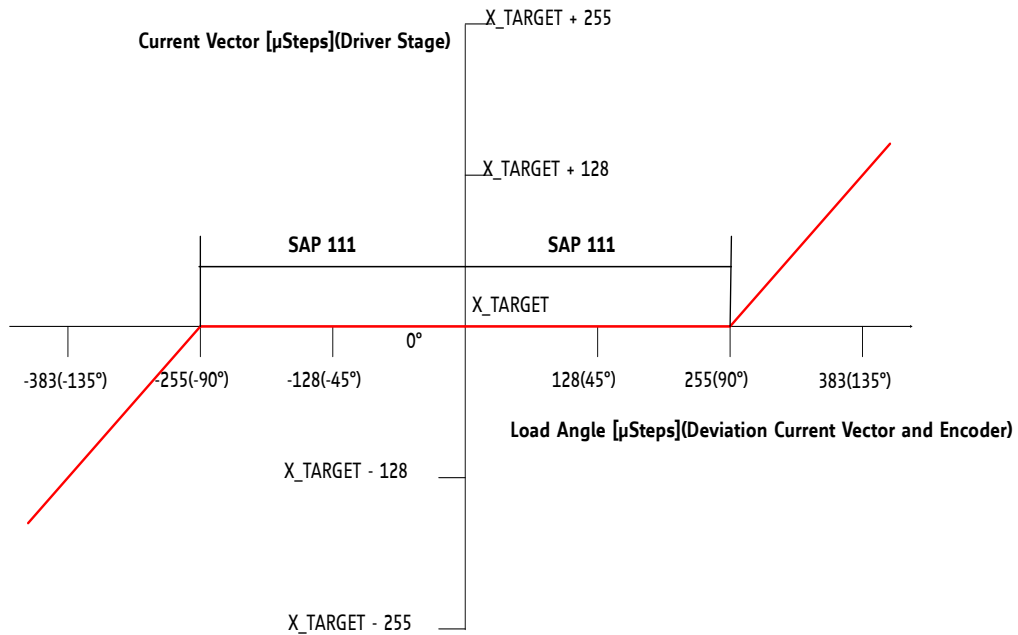 X_TARGET + 255
Current Vector [µSteps](Driver Stage)
X_TARGET + 128
SAP 111
SAP 111
X_TARGET
0°
-383(-135°)
-255(-90°)
-128(-45°)
128(45°)
255(90°)
383(135°)
Load Angle [µSteps](Deviation Current Vector and Encoder)
X_TARGET - 128
X_TARGET - 255